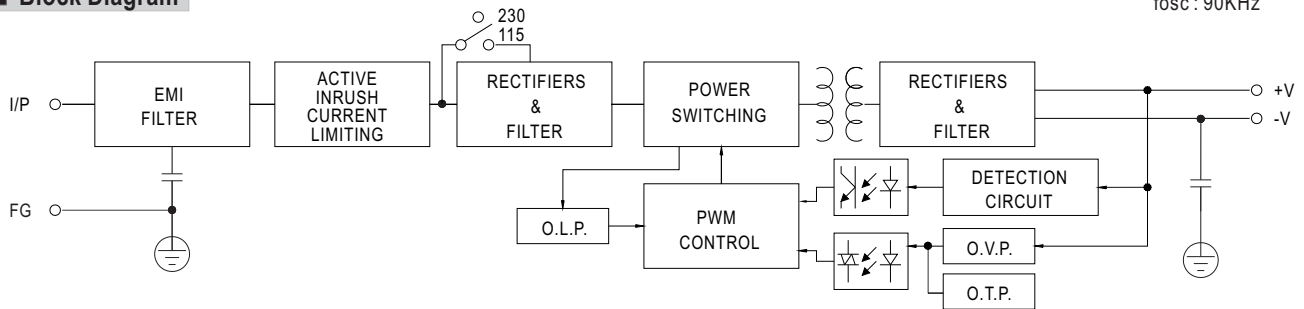 Block Diagram
fosc : 90KHz
230
115
I/P
EMI
FILTER
ACTIVE
INRUSH
CURRENT
LIMITING
RECTIFIERS
&
FILTER
POWER
SWITCHING
RECTIFIERS
&
FILTER
+V
-V
FG
O.L.P.
PWM
CONTROL
DETECTION
CIRCUIT
O.V.P.
O.T.P.